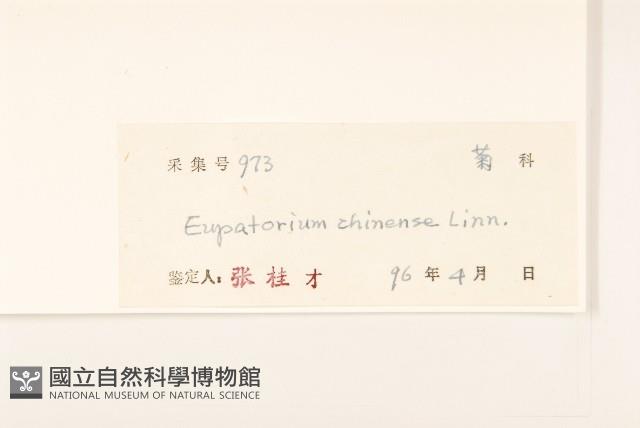 采集号 973 菊 科
Eupatorium chinense Linn.
鉴定人: 张桂才 96 年 4 月 日
國立自然科學博物館
NATIONAL MUSEUM OF NATURAL SCIENCE